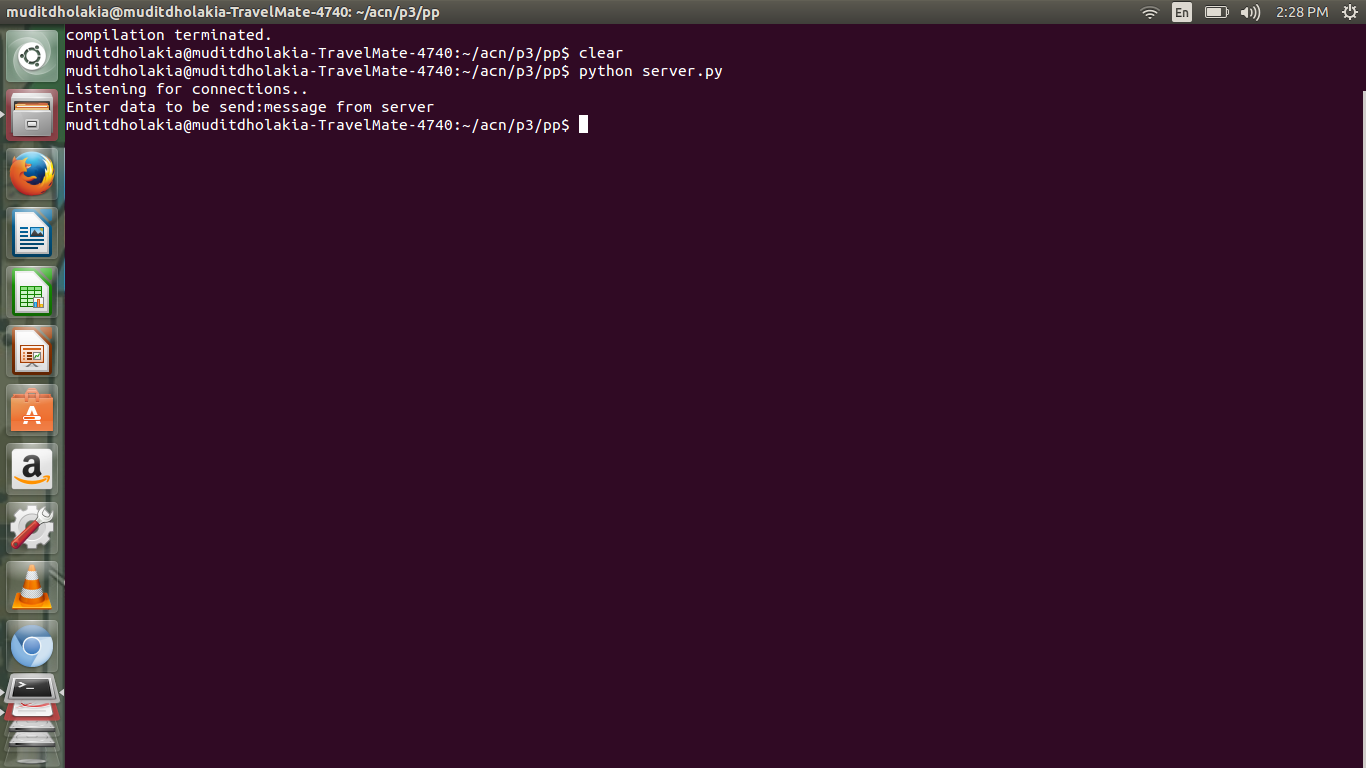 muditdholakia@muditdholakia-TravelMate-4740: ~/acn/p3/pp
En
2:28 PM
compilation terminated.
muditdholakia@muditdholakia-TravelMate-4740:~/acn/p3/pp$ clear
muditdholakia@muditdholakia-TravelMate-4740:~/acn/p3/pp$ python server.py
Listening for connections..
Enter data to be send:message from server
muditdholakia@muditdholakia-TravelMate-4740:~/acn/p3/pp$
A
a
>_